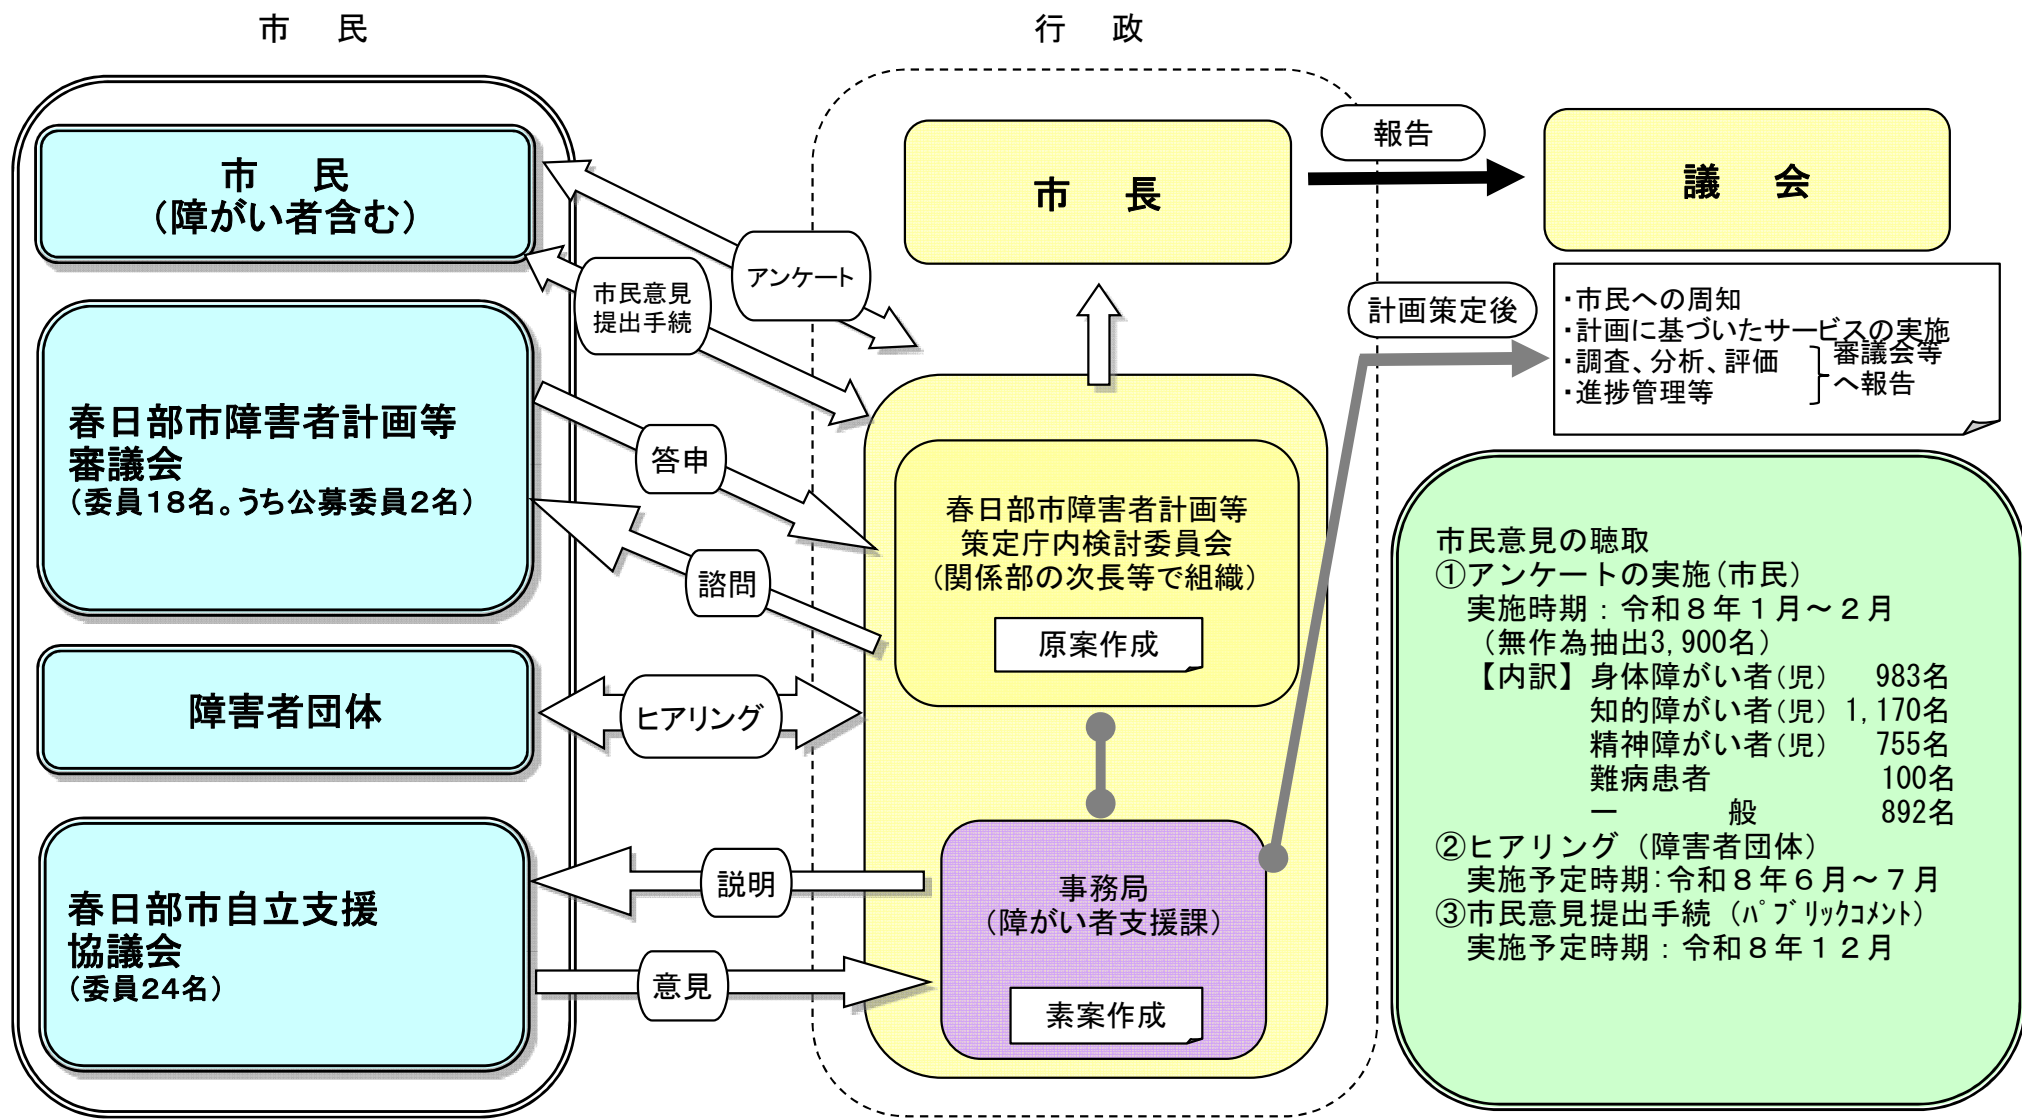 市　民
行　政
市　民
（障がい者含む）
春日部市障害者計画等
審議会
（委員18名。うち公募委員2名）
障害者団体
春日部市自立支援
協議会
（委員24名）
アンケート
市民意見
提出手続
答申
諮問
ヒアリング
説明
意見
市　長
春日部市障害者計画等
策定庁内検討委員会
（関係部の次長等で組織）
原案作成
事務局
（障がい者支援課）
素案作成
報告
議　会
計画策定後
・市民への周知
・計画に基づいたサービスの実施
・調査、分析、評価
・進捗管理等
審議会等
へ報告
市民意見の聴取
①アンケートの実施（市民）
実施時期：令和８年１月～２月
（無作為抽出3,900名）
【内訳】身体障がい者（児）　983名
知的障がい者（児）1,170名
精神障がい者（児）　755名
難病患者　100名
一　般　892名
②ヒアリング（障害者団体）
実施予定時期：令和８年６月～７月
③市民意見提出手続（ﾊﾟﾌﾞﾘｯｸｺﾒﾝﾄ）
実施予定時期：令和８年１２月